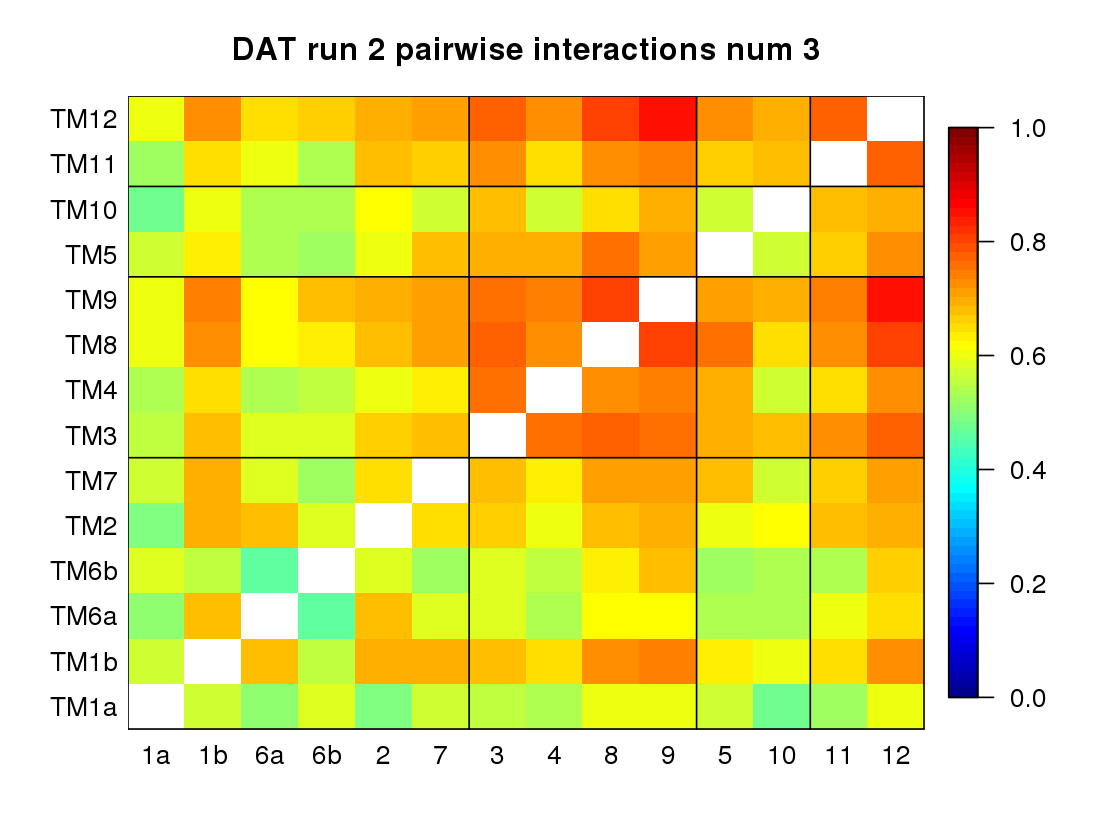 DAT run 2 pairwise interactions num 3
TM12
TM11
TM10
TM5
TM9
TM8
TM4
TM3
TM7
TM2
TM6b
TM6a
TM1b
TM1a
1a 1b 6a 6b 2 7 3 4 8 9 5 10 11 12
1.0
0.8
0.6
0.4
0.2
0.0